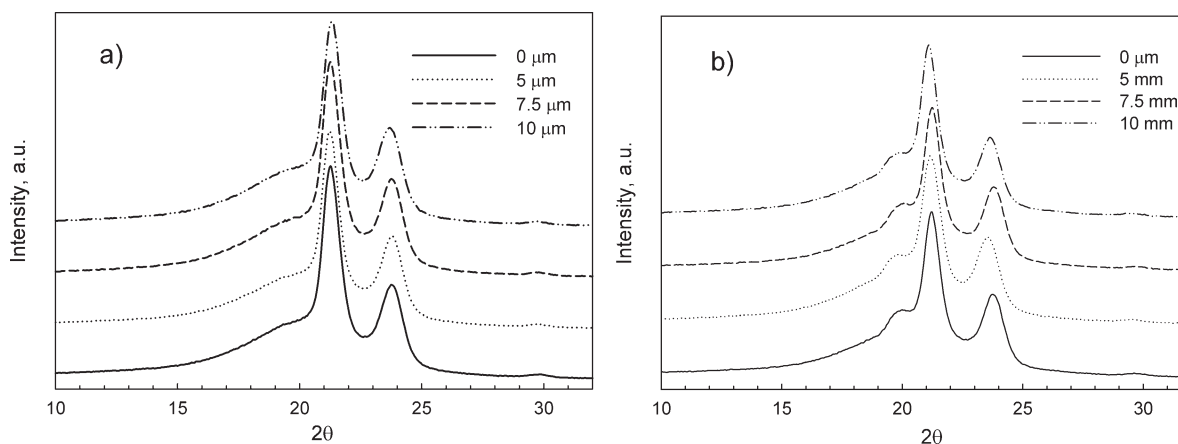 a)
0 μm
5 μm
7.5 μm
10 μm
Intensity, a.u.
10 15 20 25 30
2θ
b)
0 μm
5 mm
7.5 mm
10 mm
Intensity, a.u.
10 15 20 25 30
2θ